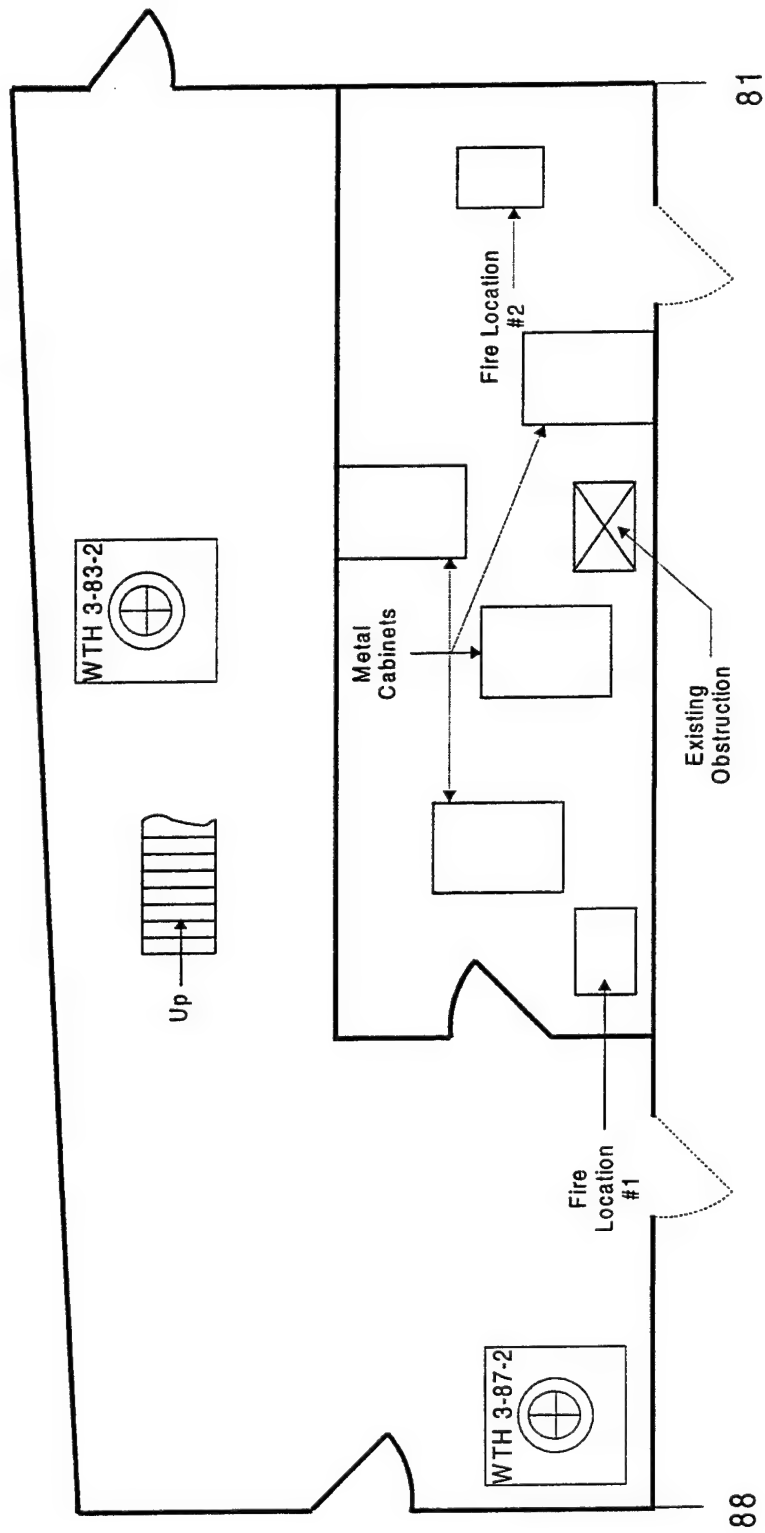 WTH 3-83-2
Up
Metal
Cabinets
Fire Location
#2
Existing
Obstruction
Fire
Location
#1
WTH 3-87-2
88
81